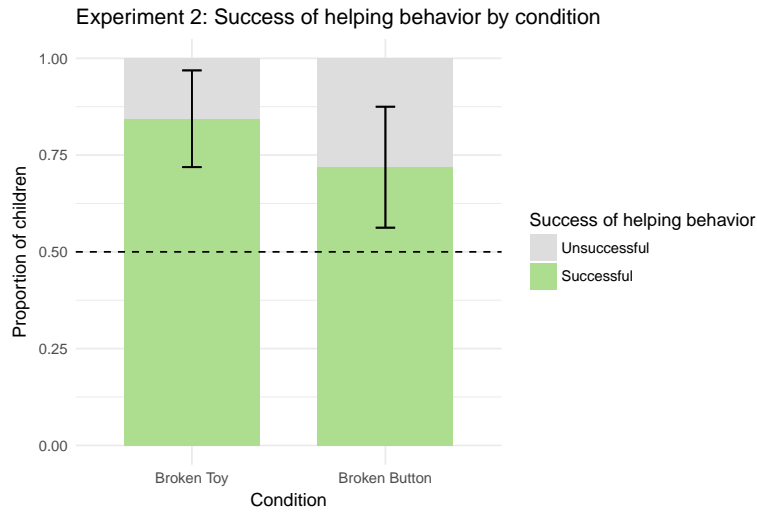 Experiment 2: Success of helping behavior by condition
1.00
0.75
0.50
0.25
0.00
Proportion of children
Broken Toy
Broken Button
Condition
Success of helping behavior
Unsuccessful
Successful